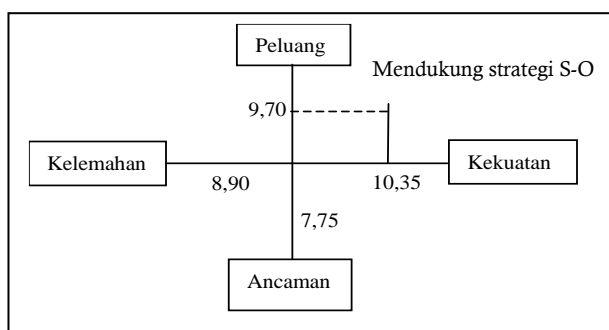 Peluang
Mendukung strategi S-O
9,70
Kelemahan
Kekuatan
8,90
10,35
7,75
Ancaman